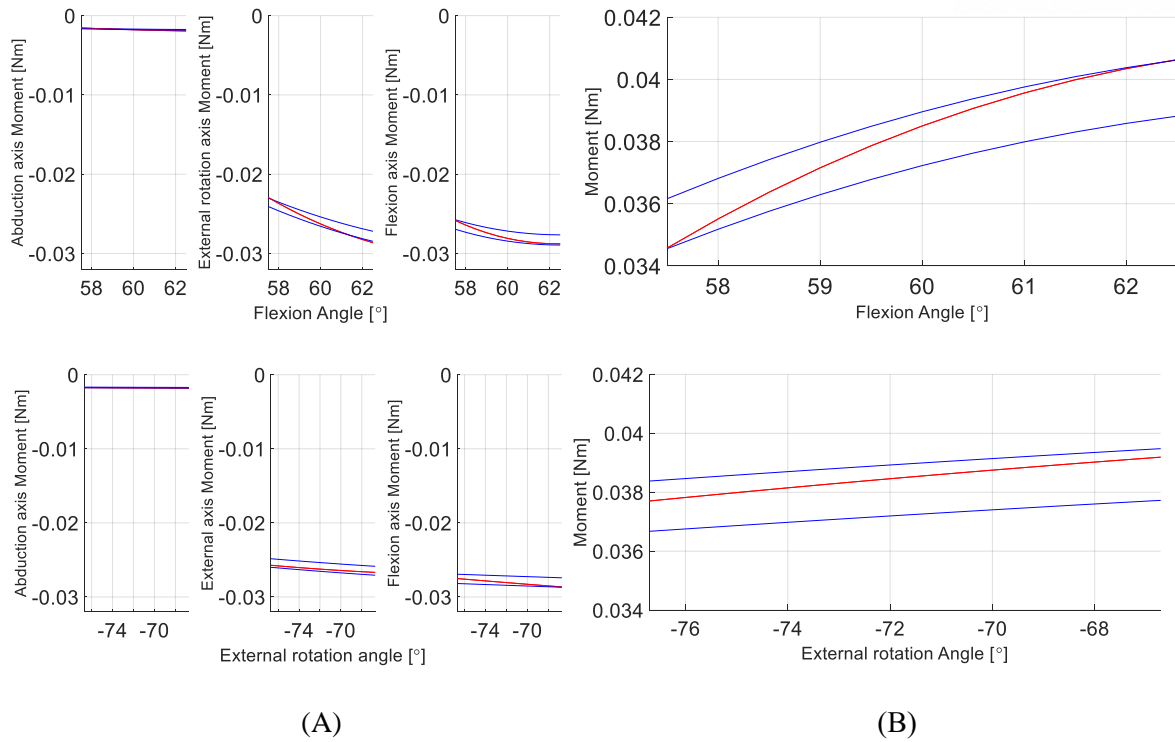 Abduction axis Moment [Nm]
0
-0.01
-0.02
-0.03
58 60 62
External rotation axis Moment [Nm]
0
-0.01
-0.02
-0.03
58 60 62
Flexion axis Moment [Nm]
0
-0.01
-0.02
-0.03
58 60 62
Flexion Angle [°]
Moment [Nm]
0.042
0.04
0.038
0.036
0.034
58 59 60 61 62
Flexion Angle [°]
Abduction axis Moment [Nm]
0
-0.01
-0.02
-0.03
-74 -70
External axis Moment [Nm]
0
-0.01
-0.02
-0.03
-74 -70
Flexion axis Moment [Nm]
0
-0.01
-0.02
-0.03
-74 -70
External rotation angle [°]
Moment [Nm]
0.042
0.04
0.038
0.036
0.034
-76 -74 -72 -70 -68
External rotation Angle [°]
(A)
(B)